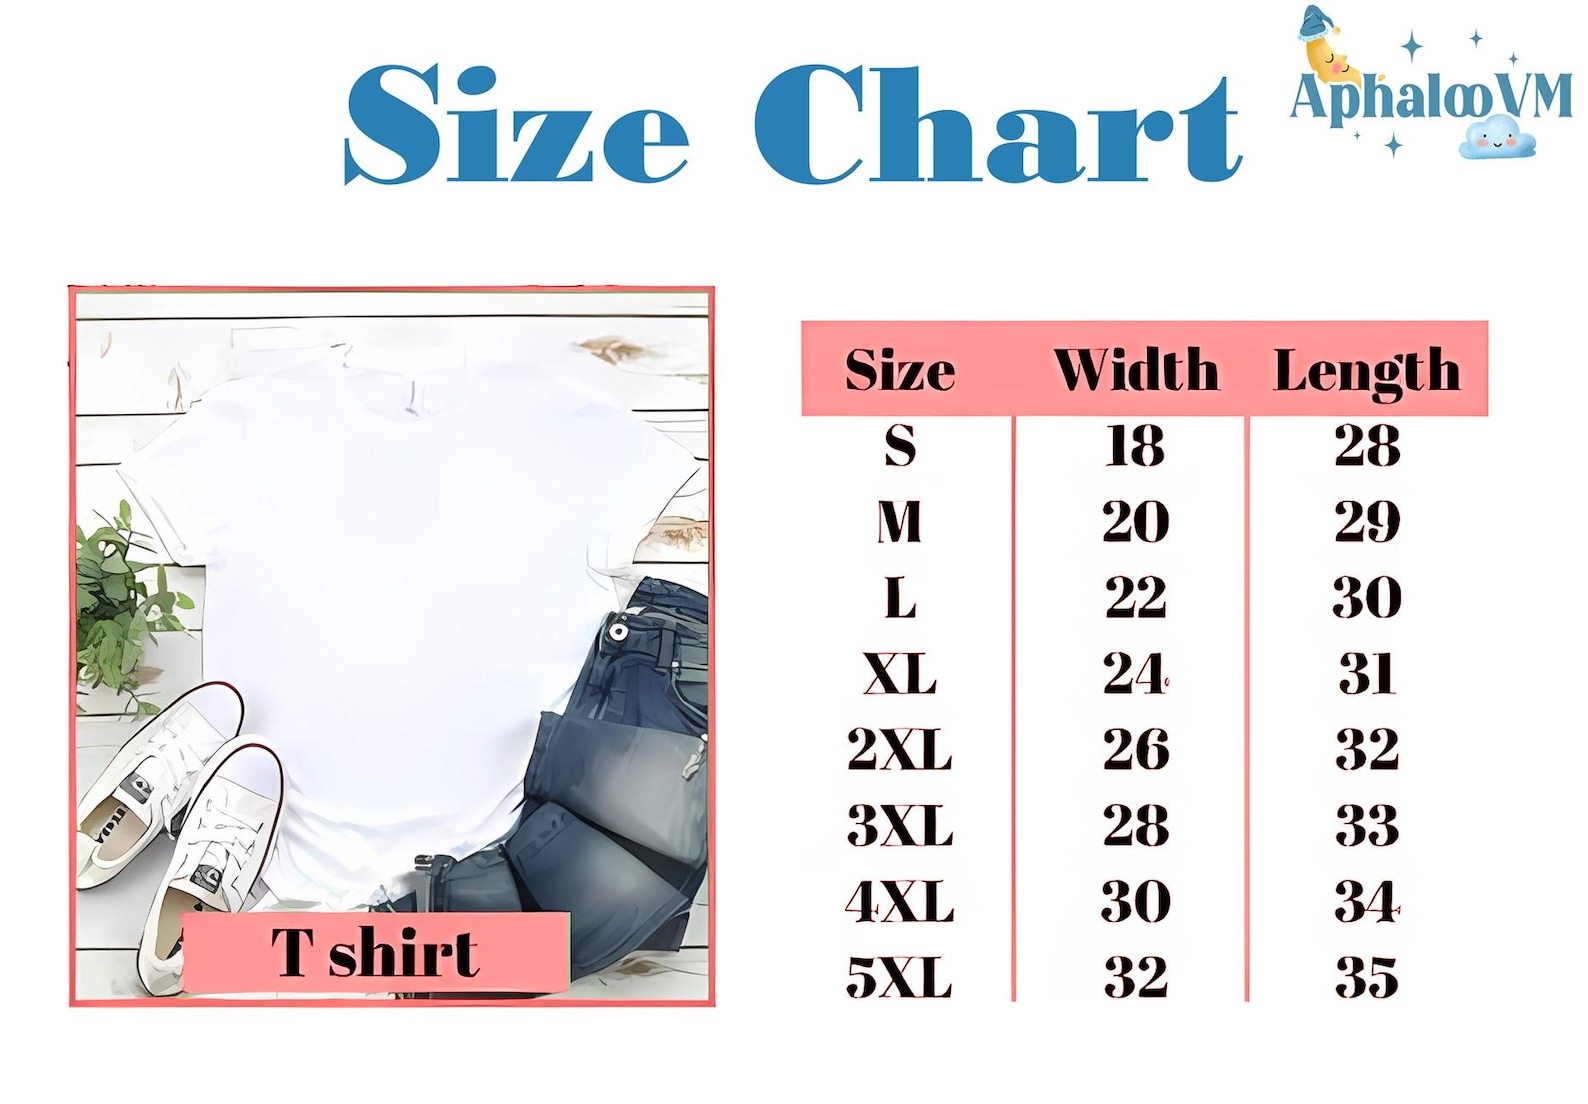 Size Chart
AphalooVM
Size Width Length
S 18 28
M 20 29
L 22 30
XL 24 31
2XL 26 32
3XL 28 33
4XL 30 34
5XL 32 35
T shirt